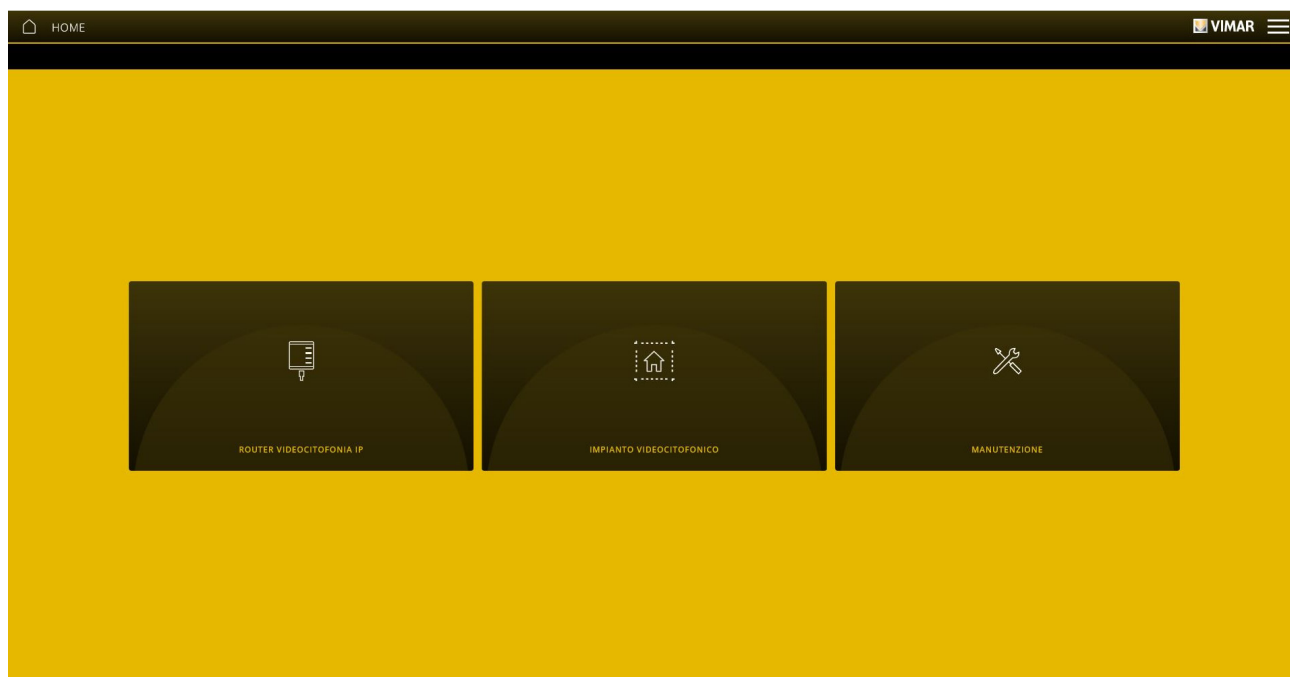 HOME
VIMAR
ROUTER VIDEOCITOFONIA IP
IMPIANTO VIDEOCITOFONICO
MANUTENZIONE